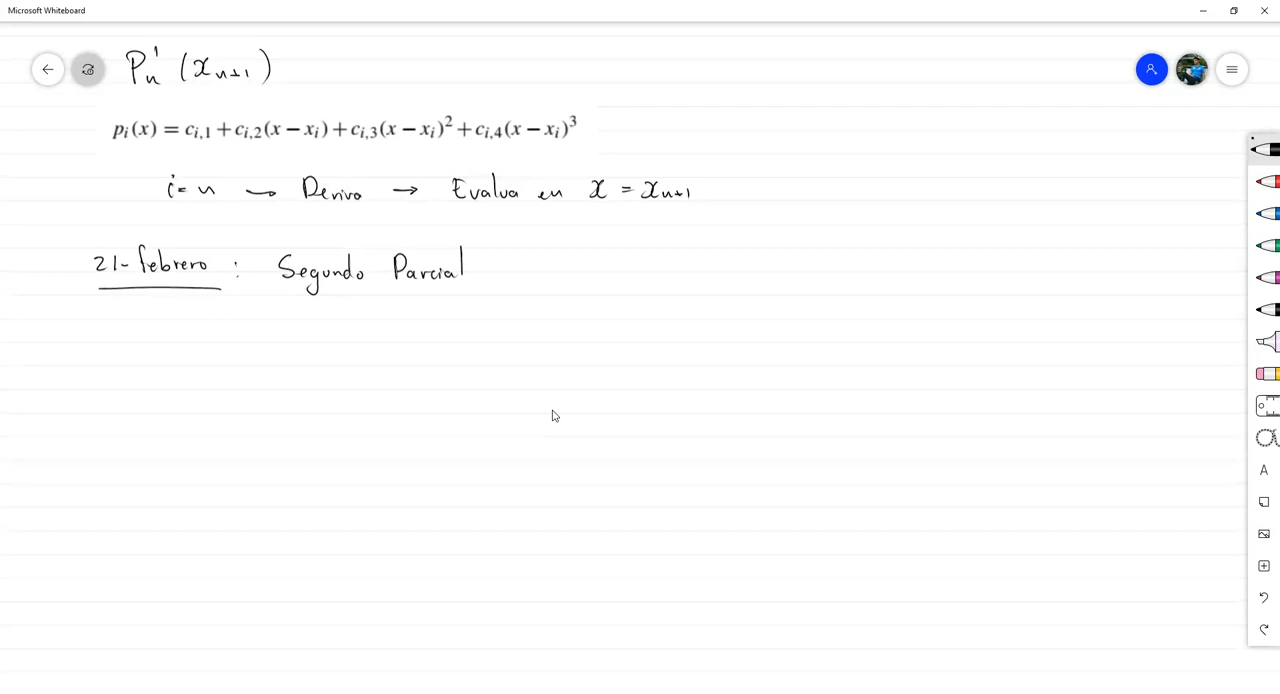 Microsoft Whiteboard
P'ₙ (xₙ₊₁)
pᵢ(x) = cᵢ,₁ + cᵢ,₂(x − xᵢ) + cᵢ,₃(x − xᵢ)² + cᵢ,₄(x − xᵢ)³
i = n → Deriva → Evalua en x = xₙ₊₁
21-febrero : Segundo Parcial
A